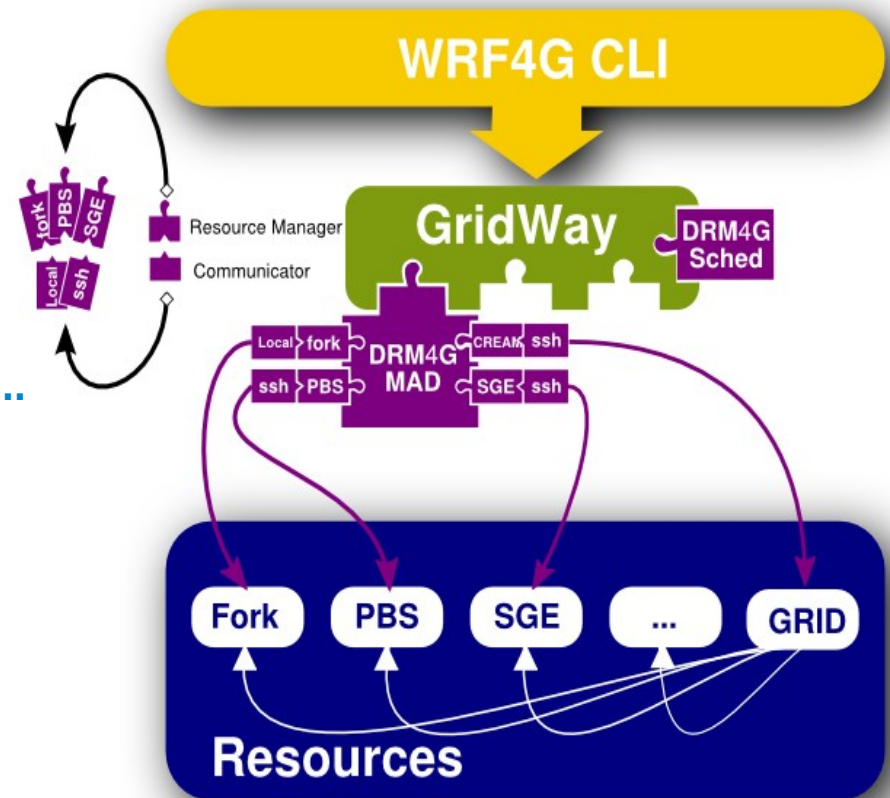 WRF4G CLI
GridWay
DRM4G
Sched
fork
PBS
SGE
Local
ssh
Resource Manager
Communicator
Local
fork
ssh
PBS
DRM4G
MAD
CREAM
ssh
SGE
ssh
..
Fork
PBS
SGE
...
GRID
Resources